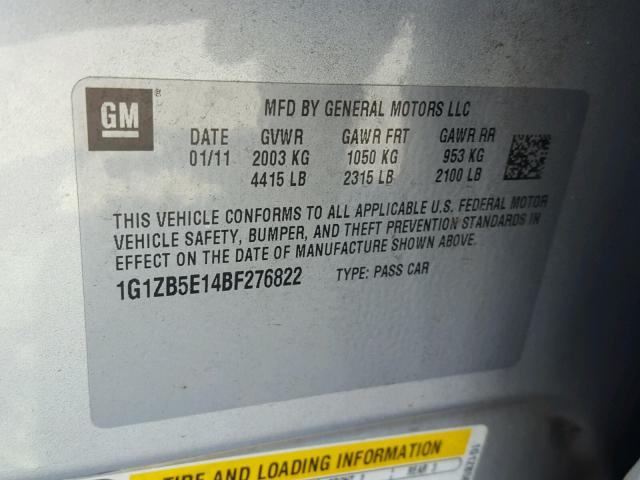 GM ®
MFD BY GENERAL MOTORS LLC
DATE GVWR GAWR FRT GAWR RR
01/11 2003 KG 1050 KG 953 KG
4415 LB 2315 LB 2100 LB
THIS VEHICLE CONFORMS TO ALL APPLICABLE U.S. FEDERAL MOTOR
VEHICLE SAFETY, BUMPER, AND THEFT PREVENTION STANDARDS IN
EFFECT ON THE DATE OF MANUFACTURE SHOWN ABOVE.
1G1ZB5E14BF276822 TYPE: PASS CAR
TIRE AND LOADING INFORMATION
REAR